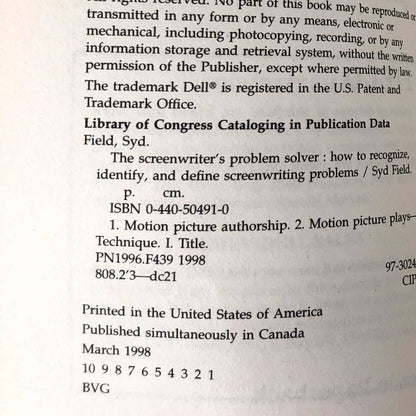 All rights reserved. No part of this book may be reproduced or
transmitted in any form or by any means, electronic or
mechanical, including photocopying, recording, or by any
information storage and retrieval system, without the written
permission of the Publisher, except where permitted by law.
The trademark Dell® is registered in the U.S. Patent and
Trademark Office.
Library of Congress Cataloging in Publication Data
Field, Syd.
The screenwriter's problem solver : how to recognize,
identify, and define screenwriting problems / Syd Field.
p. cm.
ISBN 0-440-50491-0
1. Motion picture authorship. 2. Motion picture plays—
Technique. I. Title.
PN1996.F439 1998
808.2'3—dc21
97-3024
CIP
Printed in the United States of America
Published simultaneously in Canada
March 1998
10 9 8 7 6 5 4 3 2 1
BVG